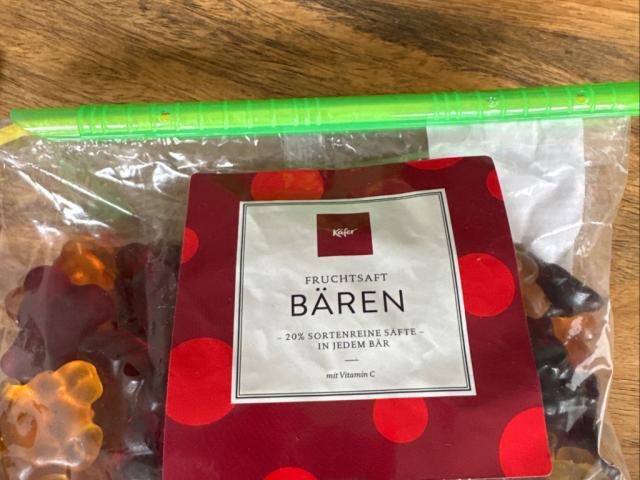 Käfer
FRUCHTSAFT
BÄREN
– 20% SORTENREINE SÄFTE –
IN JEDEM BÄR
mit Vitamin C